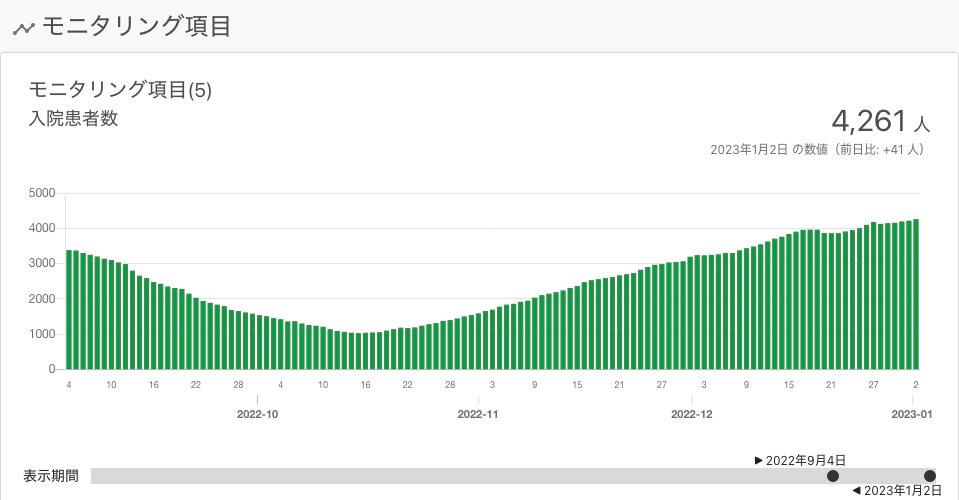 モニタリング項目
モニタリング項目(5)
入院患者数
4,261 人
2023年1月2日 の数値（前日比: +41 人）
5000
4000
3000
2000
1000
0
4 10 16 22 28 4 10 16 22 28 3 9 15 21 27 3 9 15 21 27 2
2022-10 2022-11 2022-12 2023-01
▶ 2022年9月4日
表示期間
◀ 2023年1月2日